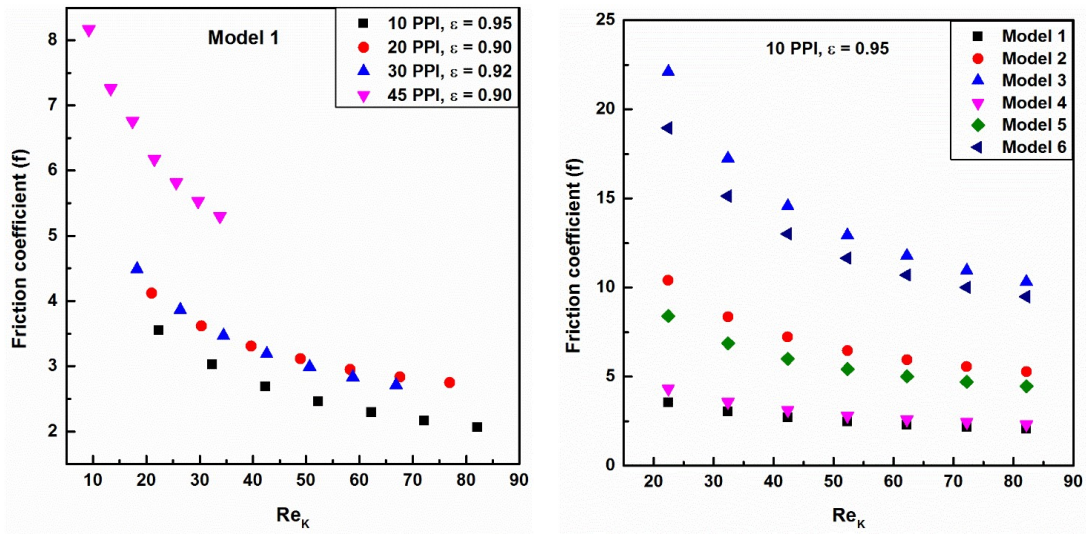 Model 1
10 PPI, ε = 0.95
20 PPI, ε = 0.90
30 PPI, ε = 0.92
45 PPI, ε = 0.90
8
7
6
5
4
3
2
Friction coefficient (f)
10 20 30 40 50 60 70 80 90
Re_K
10 PPI, ε = 0.95
Model 1
Model 2
Model 3
Model 4
Model 5
Model 6
25
20
15
10
5
0
Friction coefficient (f)
20 30 40 50 60 70 80 90
Re_K